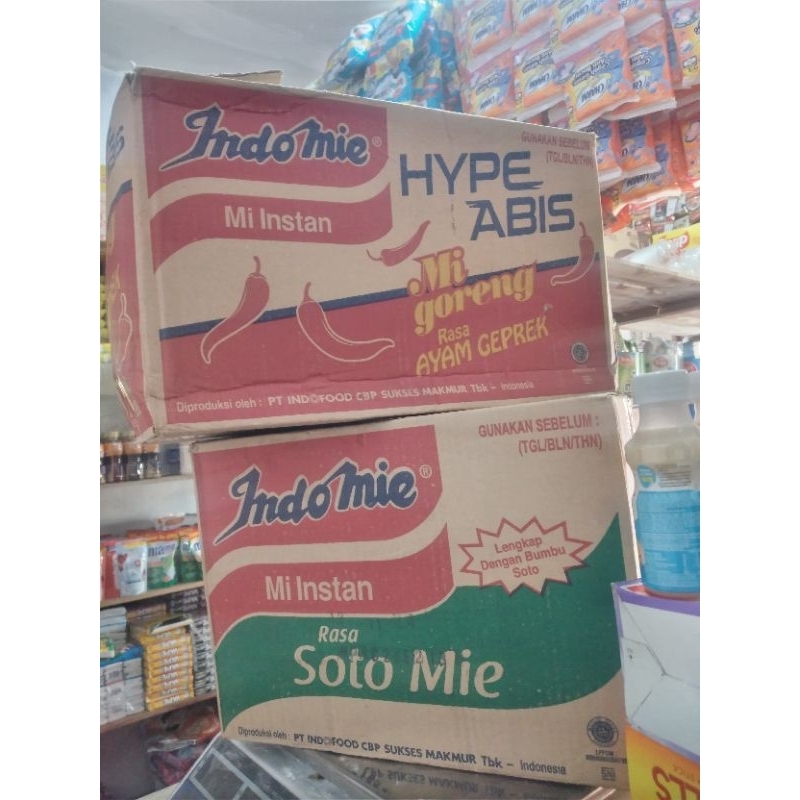 Indomie®
Mi Instan
HYPE
ABIS
GUNAKAN SEBELUM
(TGL/BLN/THN
Mi
goreng
Rasa
AYAM GEPREK
Diproduksi oleh : PT INDOFOOD CBP SUKSES MAKMUR Tbk – Indonesia
Indomie®
Mi Instan
GUNAKAN SEBELUM :
(TGL/BLN/THN)
Lengkap
Dengan Bumbu
Soto
Rasa
Soto Mie
Diproduksi oleh : PT INDOFOOD CBP SUKSES MAKMUR Tbk – Indonesia